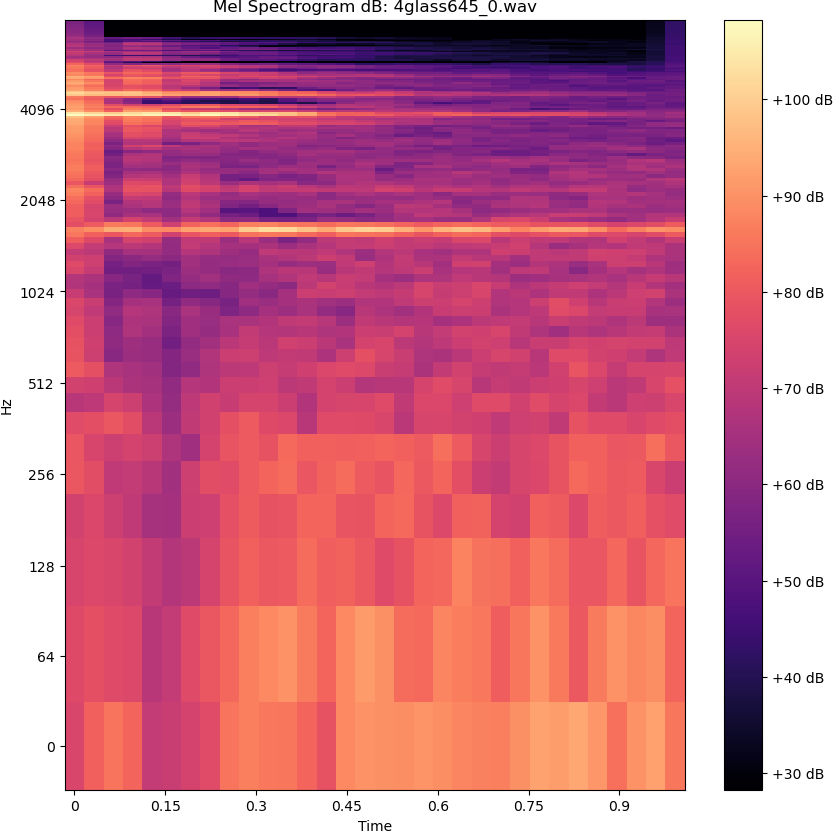 Mel Spectrogram dB: 4glass645_0.wav
4096
2048
1024
512
256
128
64
0
Hz
0 0.15 0.3 0.45 0.6 0.75 0.9
Time
+100 dB
+90 dB
+80 dB
+70 dB
+60 dB
+50 dB
+40 dB
+30 dB